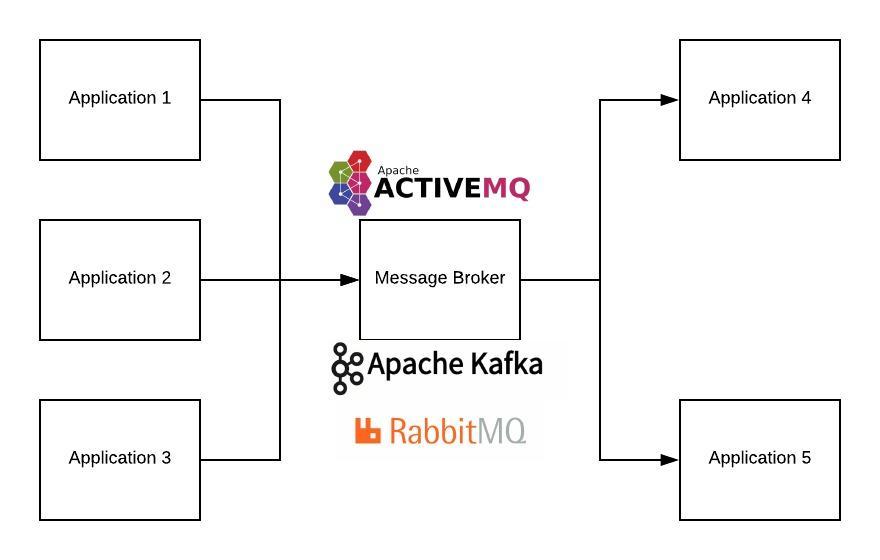 Application 1
Application 4
Apache
ACTIVEMQ
Application 2
Message Broker
Apache Kafka
RabbitMQ
Application 3
Application 5